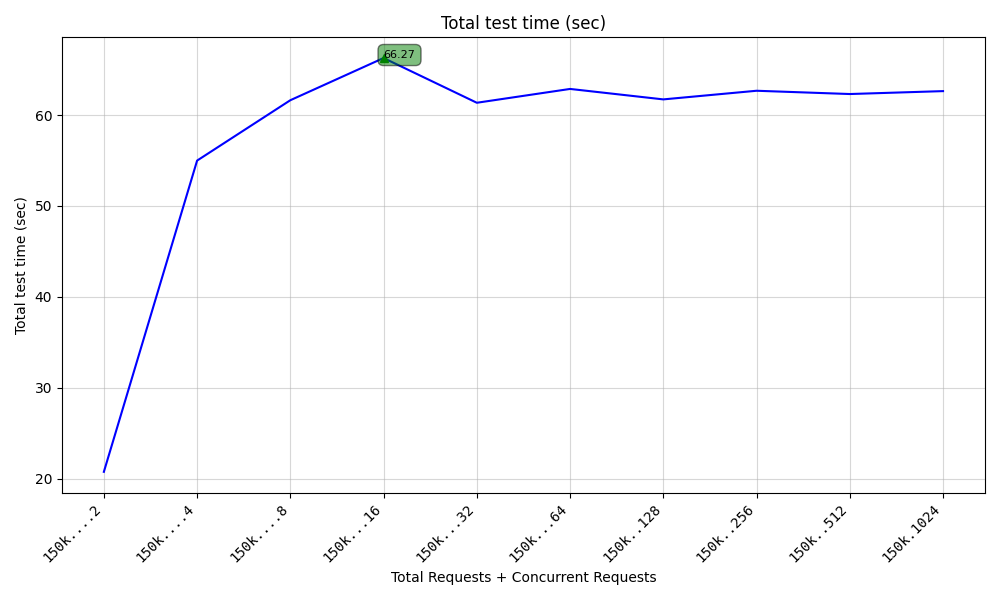 Total test time (sec)
66.27
Total test time (sec)
60
50
40
30
20
150k....2
150k....4
150k....8
150k...16
150k...32
150k...64
150k..128
150k..256
150k..512
150k.1024
Total Requests + Concurrent Requests